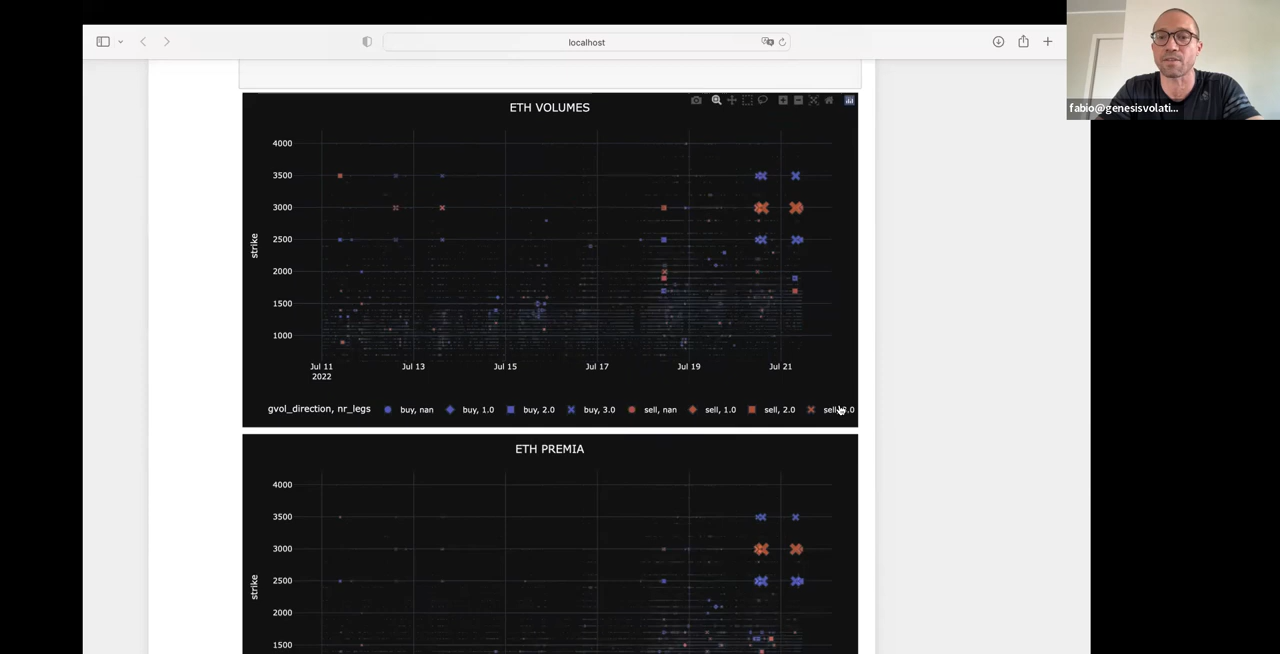 localhost
fabio@genesisvolati...
ETH VOLUMES
4000
3500
3000
2500
2000
1500
1000
strike
Jul 11
2022
Jul 13
Jul 15
Jul 17
Jul 19
Jul 21
gvol_direction, nr_legs
buy, nan
buy, 1.0
buy, 2.0
buy, 3.0
sell, nan
sell, 1.0
sell, 2.0
ETH PREMIA
4000
3500
3000
2500
2000
1500
strike